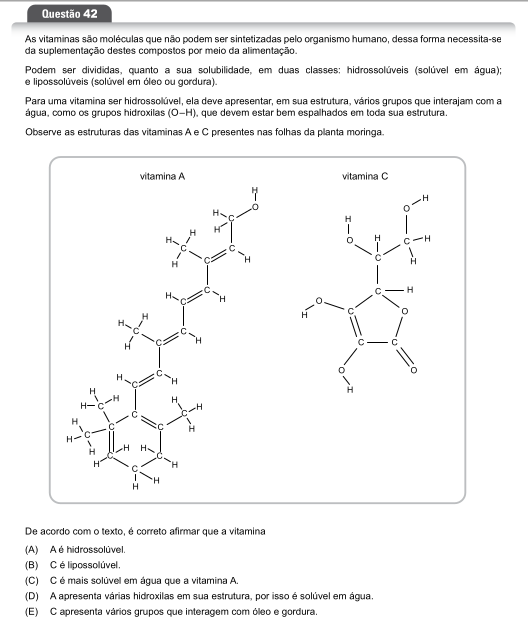 Questão 42
As vitaminas são moléculas que não podem ser sintetizadas pelo organismo humano, dessa forma necessita-se
da suplementação destes compostos por meio da alimentação.
Podem ser divididas, quanto a sua solubilidade, em duas classes: hidrossolúveis (solúvel em água);
e lipossolúveis (solúvel em óleo ou gordura).
Para uma vitamina ser hidrossolúvel, ela deve apresentar, em sua estrutura, vários grupos que interajam com a
água, como os grupos hidroxilas (O–H), que devem estar bem espalhados em toda sua estrutura.
Observe as estruturas das vitaminas A e C presentes nas folhas da planta moringa.
vitamina A
vitamina C
De acordo com o texto, é correto afirmar que a vitamina
(A) A é hidrossolúvel.
(B) C é lipossolúvel.
(C) C é mais solúvel em água que a vitamina A.
(D) A apresenta várias hidroxilas em sua estrutura, por isso é solúvel em água.
(E) C apresenta vários grupos que interagem com óleo e gordura.